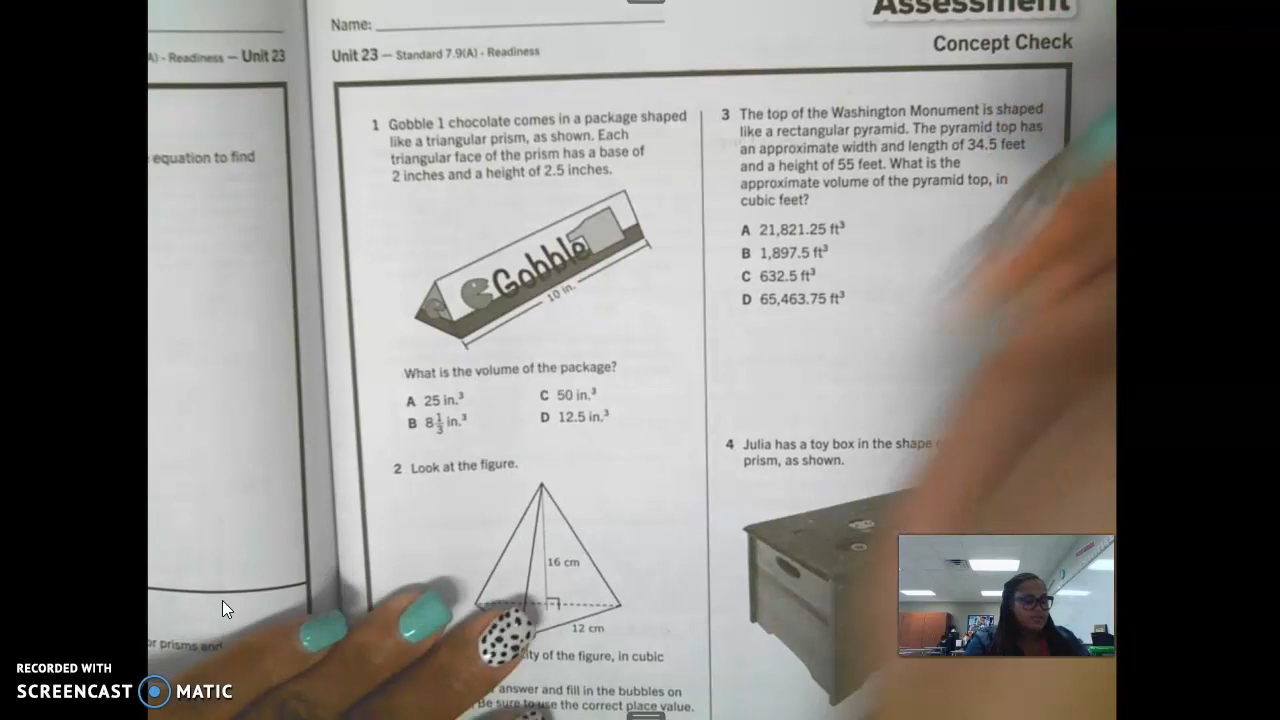 Assessment
Name:
Unit 23 — Standard 7.9(A) - Readiness
Concept Check
A) - Readiness — Unit 23
equation to find
or prisms and
1 Gobble 1 chocolate comes in a package shaped
like a triangular prism, as shown. Each
triangular face of the prism has a base of
2 inches and a height of 2.5 inches.
Gobble
10 in.
What is the volume of the package?
A 25 in.³
B 8 1/3 in.³
C 50 in.³
D 12.5 in.³
2 Look at the figure.
16 cm
12 cm
of the figure, in cubic
answer and fill in the bubbles on
Be sure to use the correct place value.
3 The top of the Washington Monument is shaped
like a rectangular pyramid. The pyramid top has
an approximate width and length of 34.5 feet
and a height of 55 feet. What is the
approximate volume of the pyramid top, in
cubic feet?
A 21,821.25 ft³
B 1,897.5 ft³
C 632.5 ft³
D 65,463.75 ft³
4 Julia has a toy box in the shape
prism, as shown.
RECORDED WITH
SCREENCAST MATIC